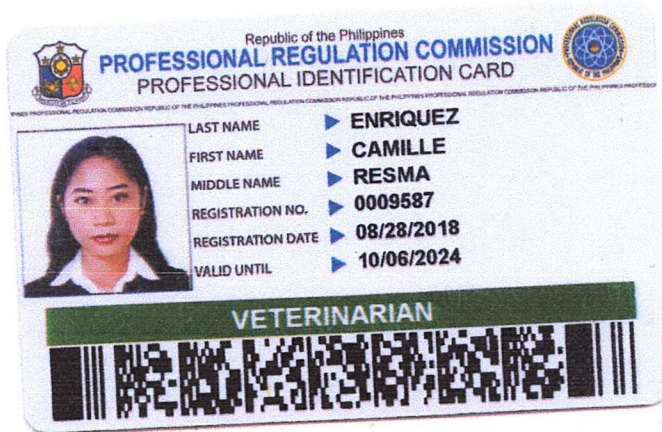 Republic of the Philippines
PROFESSIONAL REGULATION COMMISSION
PROFESSIONAL IDENTIFICATION CARD
LAST NAME ENRIQUEZ
FIRST NAME CAMILLE
MIDDLE NAME RESMA
REGISTRATION NO. 0009587
REGISTRATION DATE 08/28/2018
VALID UNTIL 10/06/2024
VETERINARIAN